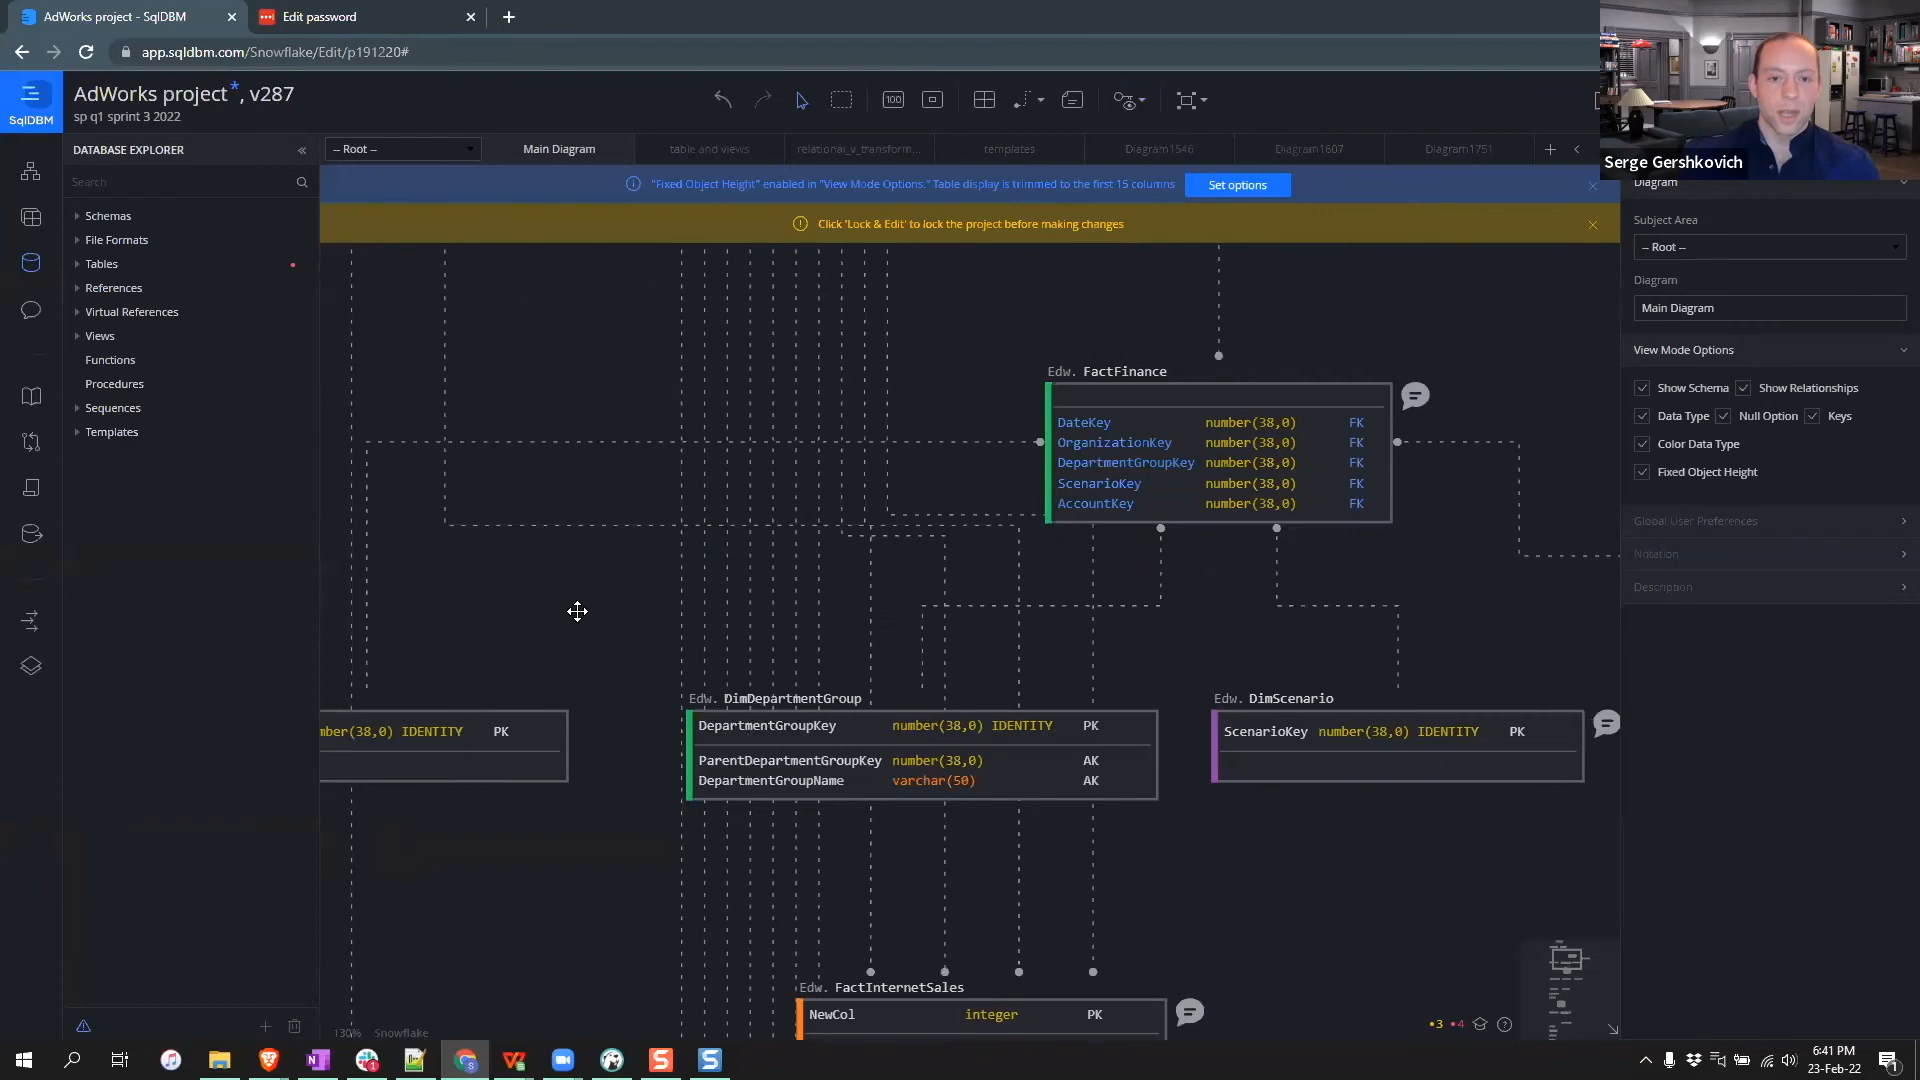 AdWorks project - SqlDBM
Edit password
app.sqldbm.com/Snowflake/Edit/p191220#
SqlDBM
AdWorks project*, v287
sp q1 sprint 3 2022
100
Serge Gershkovich
DATABASE EXPLORER
-- Root --
Main Diagram
table and views
relational_v_transform...
templates
Diagram1546
Diagram1607
Diagram1751
Search
"Fixed Object Height" enabled in "View Mode Options." Table display is trimmed to the first 15 columns
Set options
Click 'Lock & Edit' to lock the project before making changes
Schemas
File Formats
Tables
References
Virtual References
Views
Functions
Procedures
Sequences
Templates
Edw. FactFinance
DateKey number(38,0) FK
OrganizationKey number(38,0) FK
DepartmentGroupKey number(38,0) FK
ScenarioKey number(38,0) FK
AccountKey number(38,0) FK
mber(38,0) IDENTITY PK
Edw. DimDepartmentGroup
DepartmentGroupKey number(38,0) IDENTITY PK
ParentDepartmentGroupKey number(38,0) AK
DepartmentGroupName varchar(50) AK
Edw. DimScenario
ScenarioKey number(38,0) IDENTITY PK
Edw. FactInternetSales
NewCol integer PK
Diagram
Subject Area
-- Root --
Diagram
Main Diagram
View Mode Options
Show Schema
Show Relationships
Data Type
Null Option
Keys
Color Data Type
Fixed Object Height
Global User Preferences
Notation
Description
130%
Snowflake
3
4
6:41 PM
23-Feb-22
1